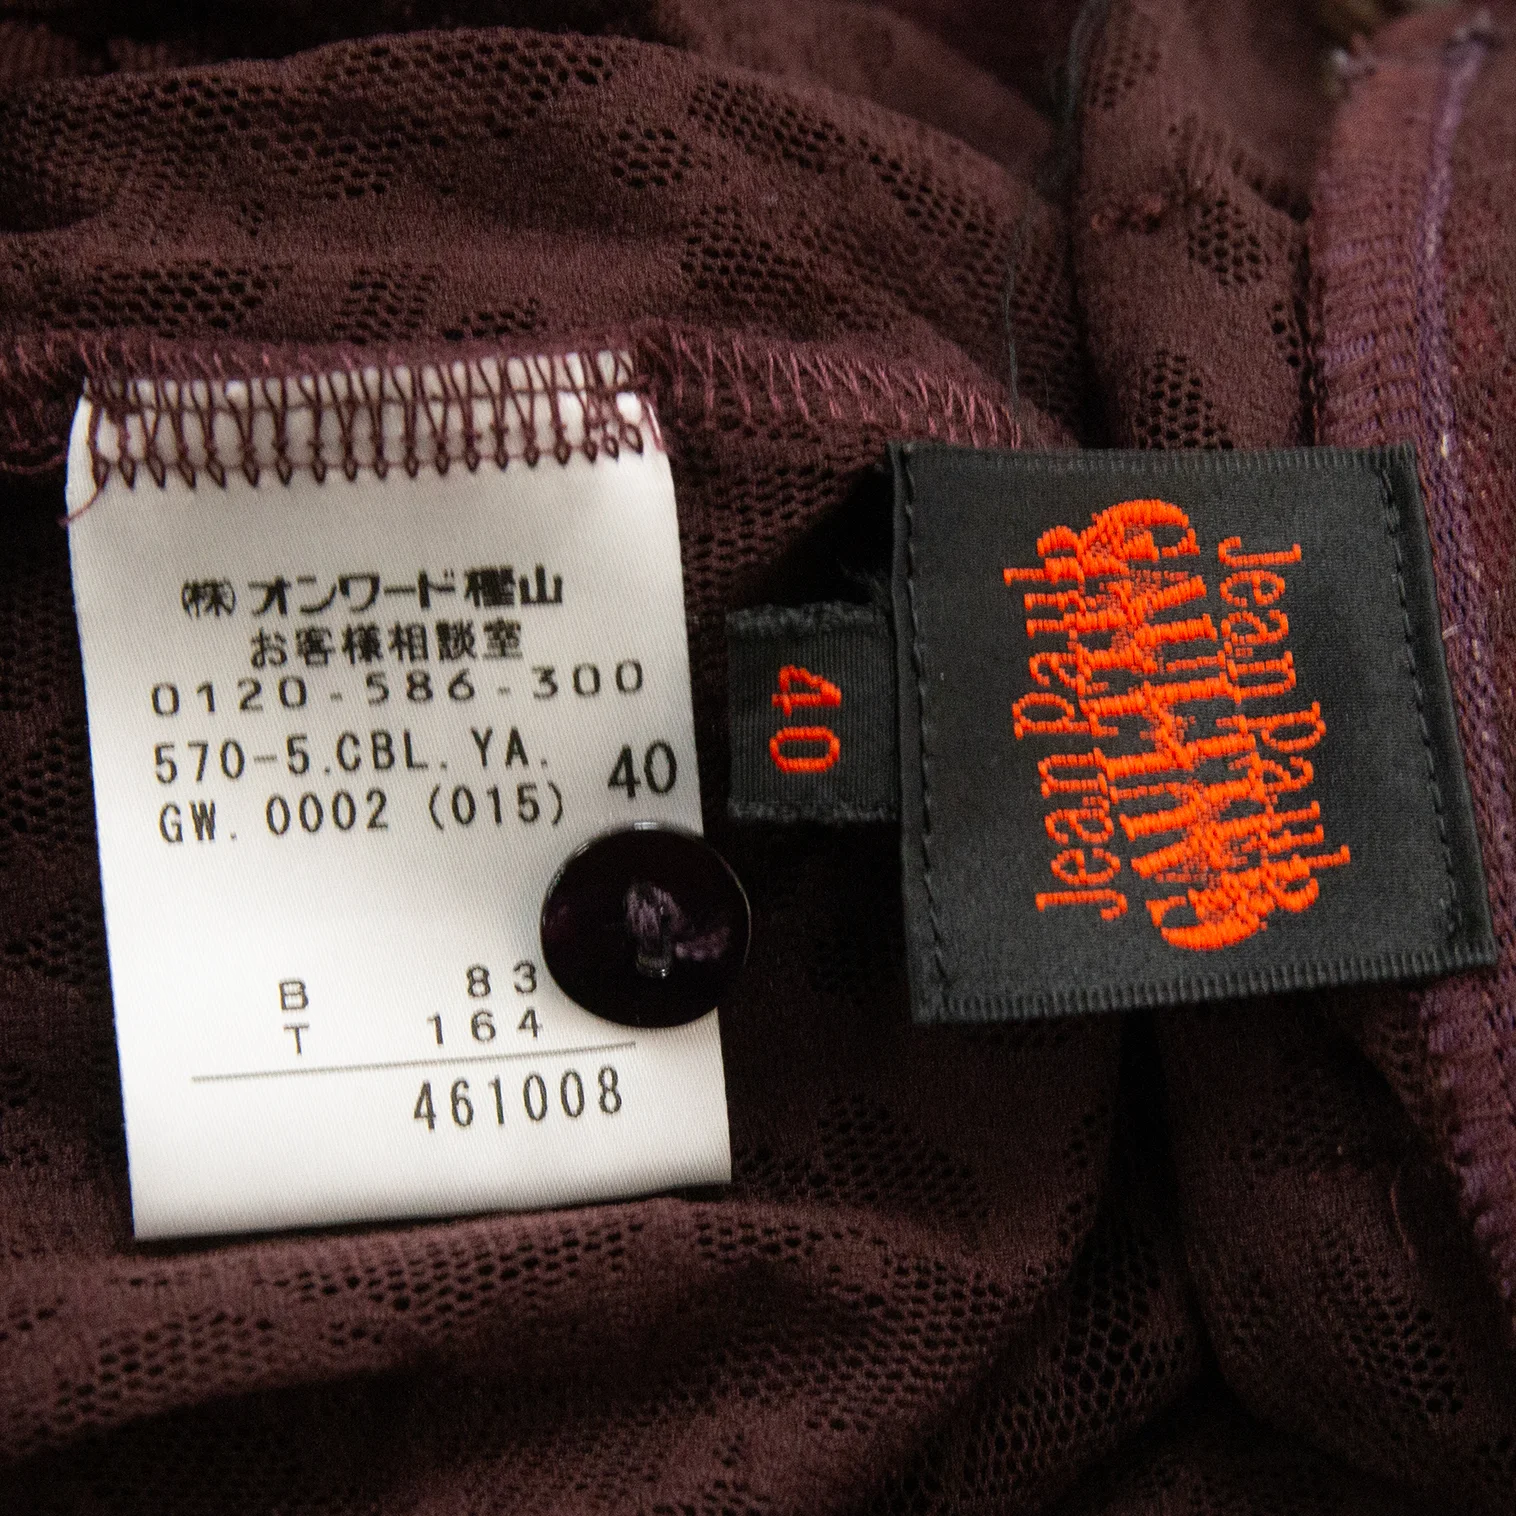 ㈱オンワード樫山
お客様相談室
0120-586-300
570-5.CBL.YA.
GW.0002 (015) 40
B 83
T 164
461008
40
Jean Paul
GAULTIER
Jean Paul
GAULTIER